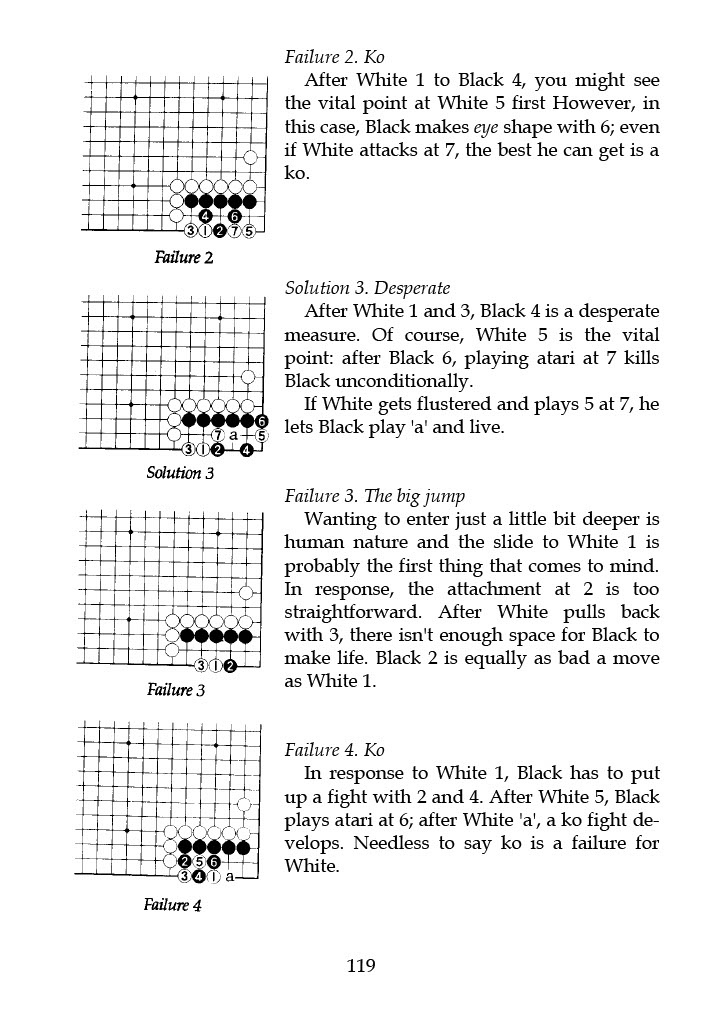 Failure 2. Ko
After White 1 to Black 4, you might see
the vital point at White 5 first However, in
this case, Black makes eye shape with 6; even
if White attacks at 7, the best he can get is a
ko.
4 6
3 1 2 7 5
Failure 2
Solution 3. Desperate
After White 1 and 3, Black 4 is a desperate
measure. Of course, White 5 is the vital
point: after Black 6, playing atari at 7 kills
Black unconditionally.
If White gets flustered and plays 5 at 7, he
lets Black play 'a' and live.
6
7 a 5
3 1 2 4
Solution 3
Failure 3. The big jump
Wanting to enter just a little bit deeper is
human nature and the slide to White 1 is
probably the first thing that comes to mind.
In response, the attachment at 2 is too
straightforward. After White pulls back
with 3, there isn't enough space for Black to
make life. Black 2 is equally as bad a move
as White 1.
3 1 2
Failure 3
Failure 4. Ko
In response to White 1, Black has to put
up a fight with 2 and 4. After White 5, Black
plays atari at 6; after White 'a', a ko fight de-
velops. Needless to say ko is a failure for
White.
2 5 6
3 4 1 a
Failure 4
119